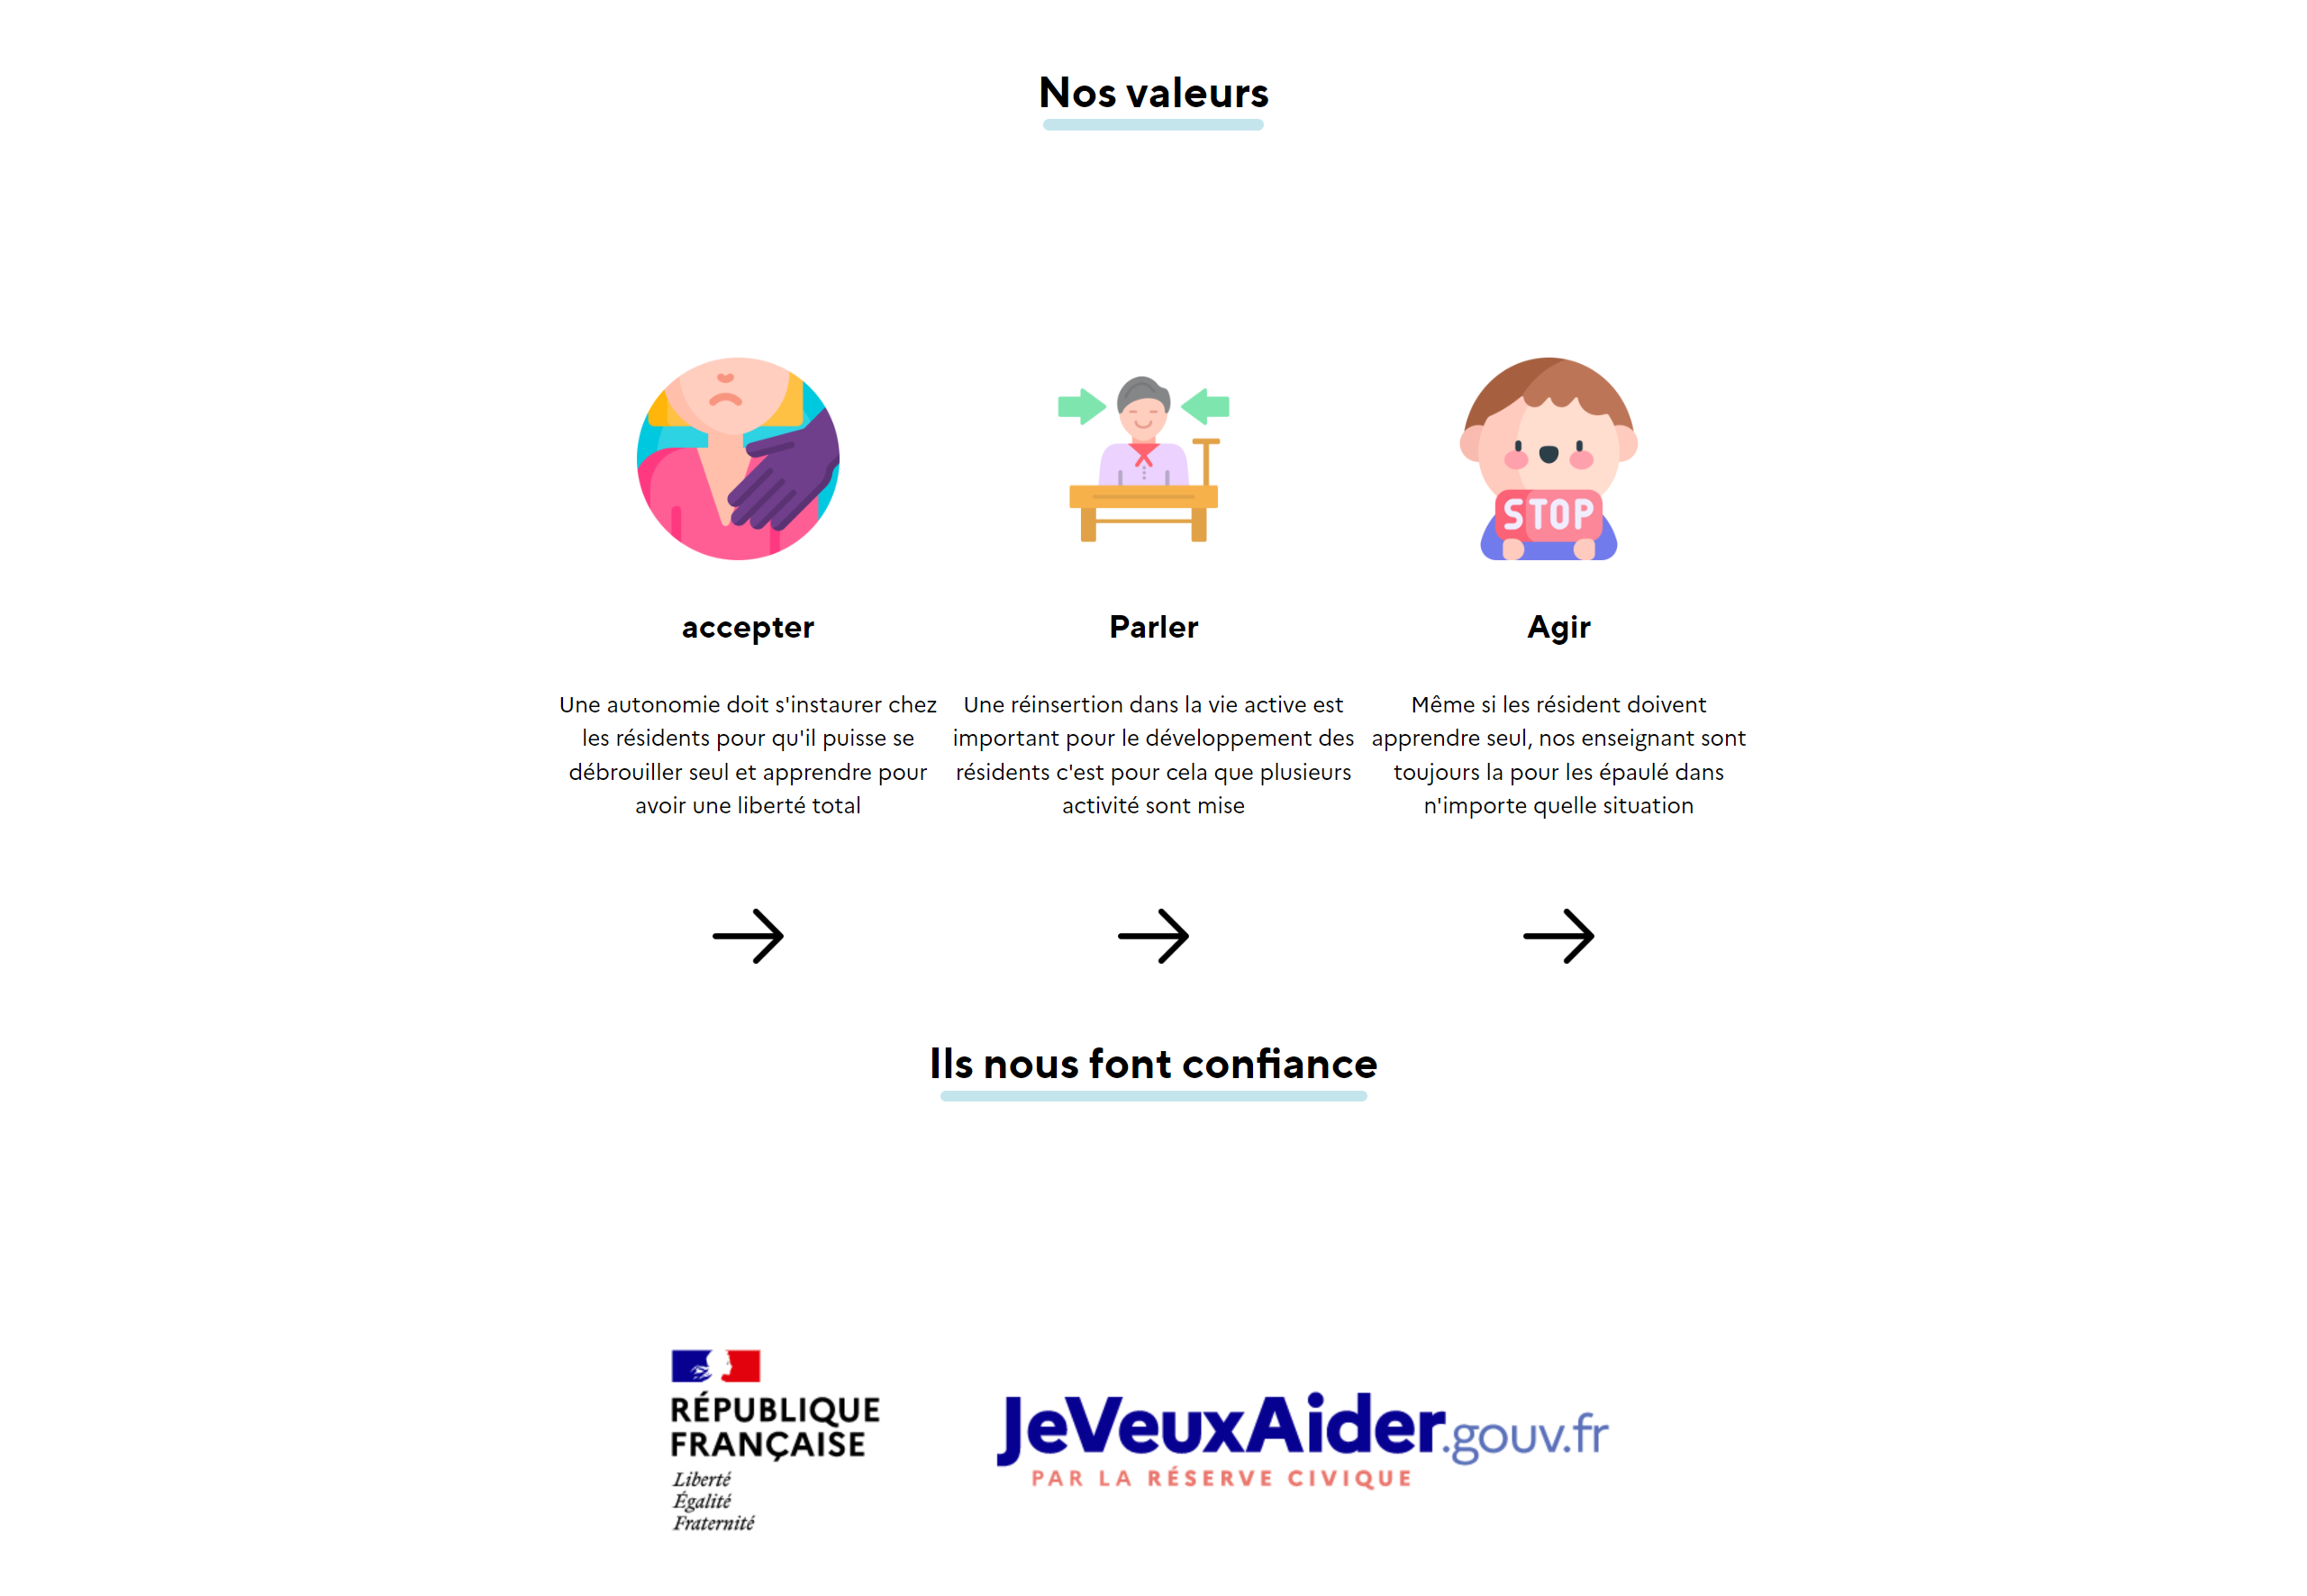 Nos valeurs
STOP
accepter
Parler
Agir
Une autonomie doit s'instaurer chez
les résidents pour qu'il puisse se
débrouiller seul et apprendre pour
avoir une liberté total
Une réinsertion dans la vie active est
important pour le développement des
résidents c'est pour cela que plusieurs
activité sont mise
Même si les résident doivent
apprendre seul, nos enseignant sont
toujours la pour les épaulé dans
n'importe quelle situation
Ils nous font confiance
RÉPUBLIQUE
FRANÇAISE
Liberté
Égalité
Fraternité
JeVeuxAider.gouv.fr
PAR LA RÉSERVE CIVIQUE